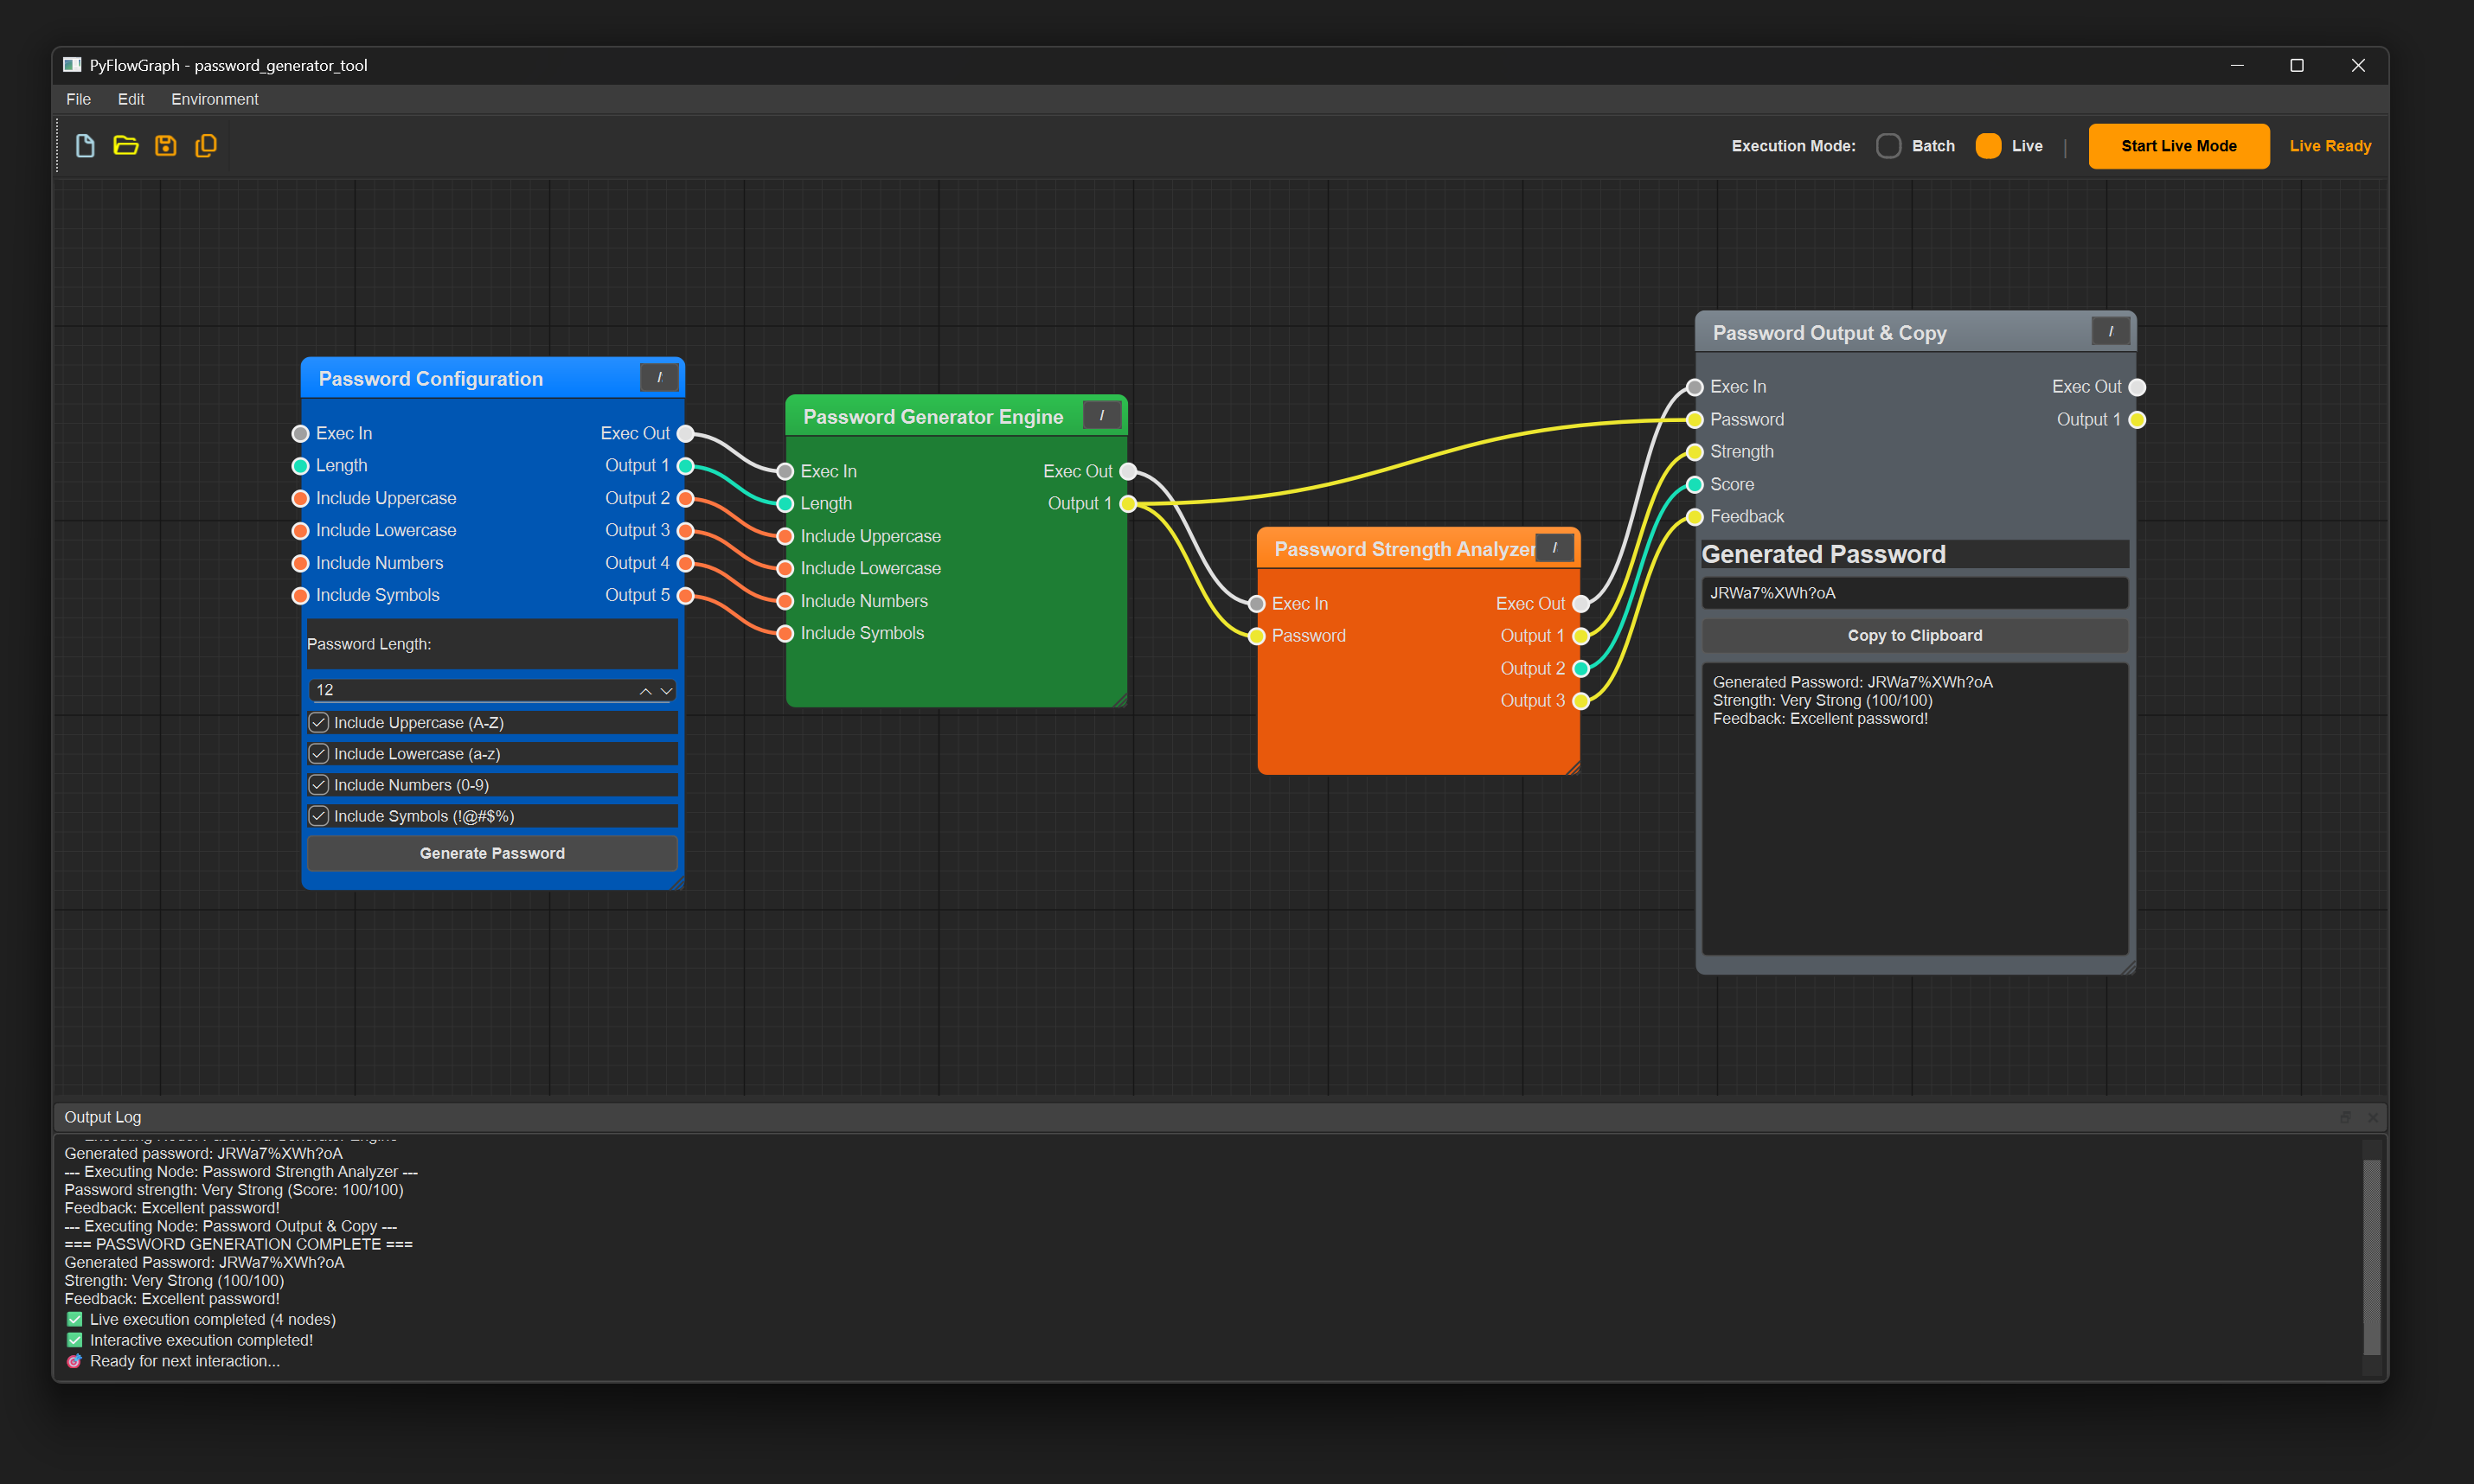 PyFlowGraph - password_generator_tool
File Edit Environment
Execution Mode: Batch Live | Start Live Mode Live Ready
Password Configuration /
Exec In Exec Out
Length Output 1
Include Uppercase Output 2
Include Lowercase Output 3
Include Numbers Output 4
Include Symbols Output 5
Password Length:
12
Include Uppercase (A-Z)
Include Lowercase (a-z)
Include Numbers (0-9)
Include Symbols (!@#$%)
Generate Password
Password Generator Engine /
Exec In Exec Out
Length Output 1
Include Uppercase
Include Lowercase
Include Numbers
Include Symbols
Password Strength Analyzer /
Exec In Exec Out
Password Output 1
Output 2
Output 3
Password Output & Copy /
Exec In Exec Out
Password Output 1
Strength
Score
Feedback
Generated Password
JRWa7%XWh?oA
Copy to Clipboard
Generated Password: JRWa7%XWh?oA
Strength: Very Strong (100/100)
Feedback: Excellent password!
Output Log
Executing Node: Password Generator Engine
Generated password: JRWa7%XWh?oA
--- Executing Node: Password Strength Analyzer ---
Password strength: Very Strong (Score: 100/100)
Feedback: Excellent password!
--- Executing Node: Password Output & Copy ---
=== PASSWORD GENERATION COMPLETE ===
Generated Password: JRWa7%XWh?oA
Strength: Very Strong (100/100)
Feedback: Excellent password!
✅ Live execution completed (4 nodes)
✅ Interactive execution completed!
🎯 Ready for next interaction...